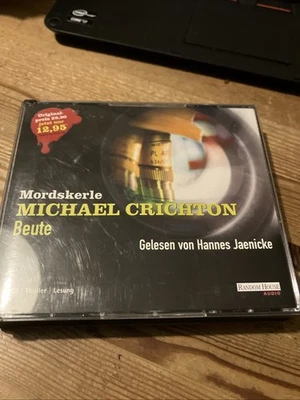 Original
preis 29,90
jetzt nur
12,95
Mordskerle
MICHAEL CRICHTON
Beute
Gelesen von Hannes Jaenicke
Thriller | Lesung
RANDOM HOUSE
AUDIO